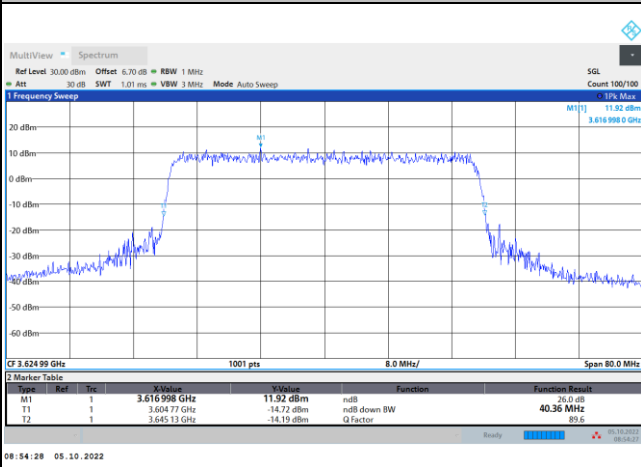 MultiView Spectrum
Ref Level 30.00 dBm Offset 6.70 dB RBW 1 MHz SGL
Att 30 dB SWT 1.01 ms VBW 3 MHz Mode Auto Sweep Count 100/100
1 Frequency Sweep 1Pk Max
M1[1] 11.92 dBm
3.616 998 0 GHz
20 dBm
M1
10 dBm
0 dBm
-10 dBm
T1 T2
-20 dBm
-30 dBm
-40 dBm
-50 dBm
-60 dBm
CF 3.624 99 GHz 1001 pts 8.0 MHz/ Span 80.0 MHz
2 Marker Table
Type Ref Trc X-Value Y-Value Function Function Result
M1 1 3.616 998 GHz 11.92 dBm ndB 26.0 dB
T1 1 3.604 77 GHz -14.72 dBm ndB down BW 40.36 MHz
T2 1 3.645 13 GHz -14.19 dBm Q Factor 89.6
Ready 05.10.2022
08:54:27
08:54:28 05.10.2022